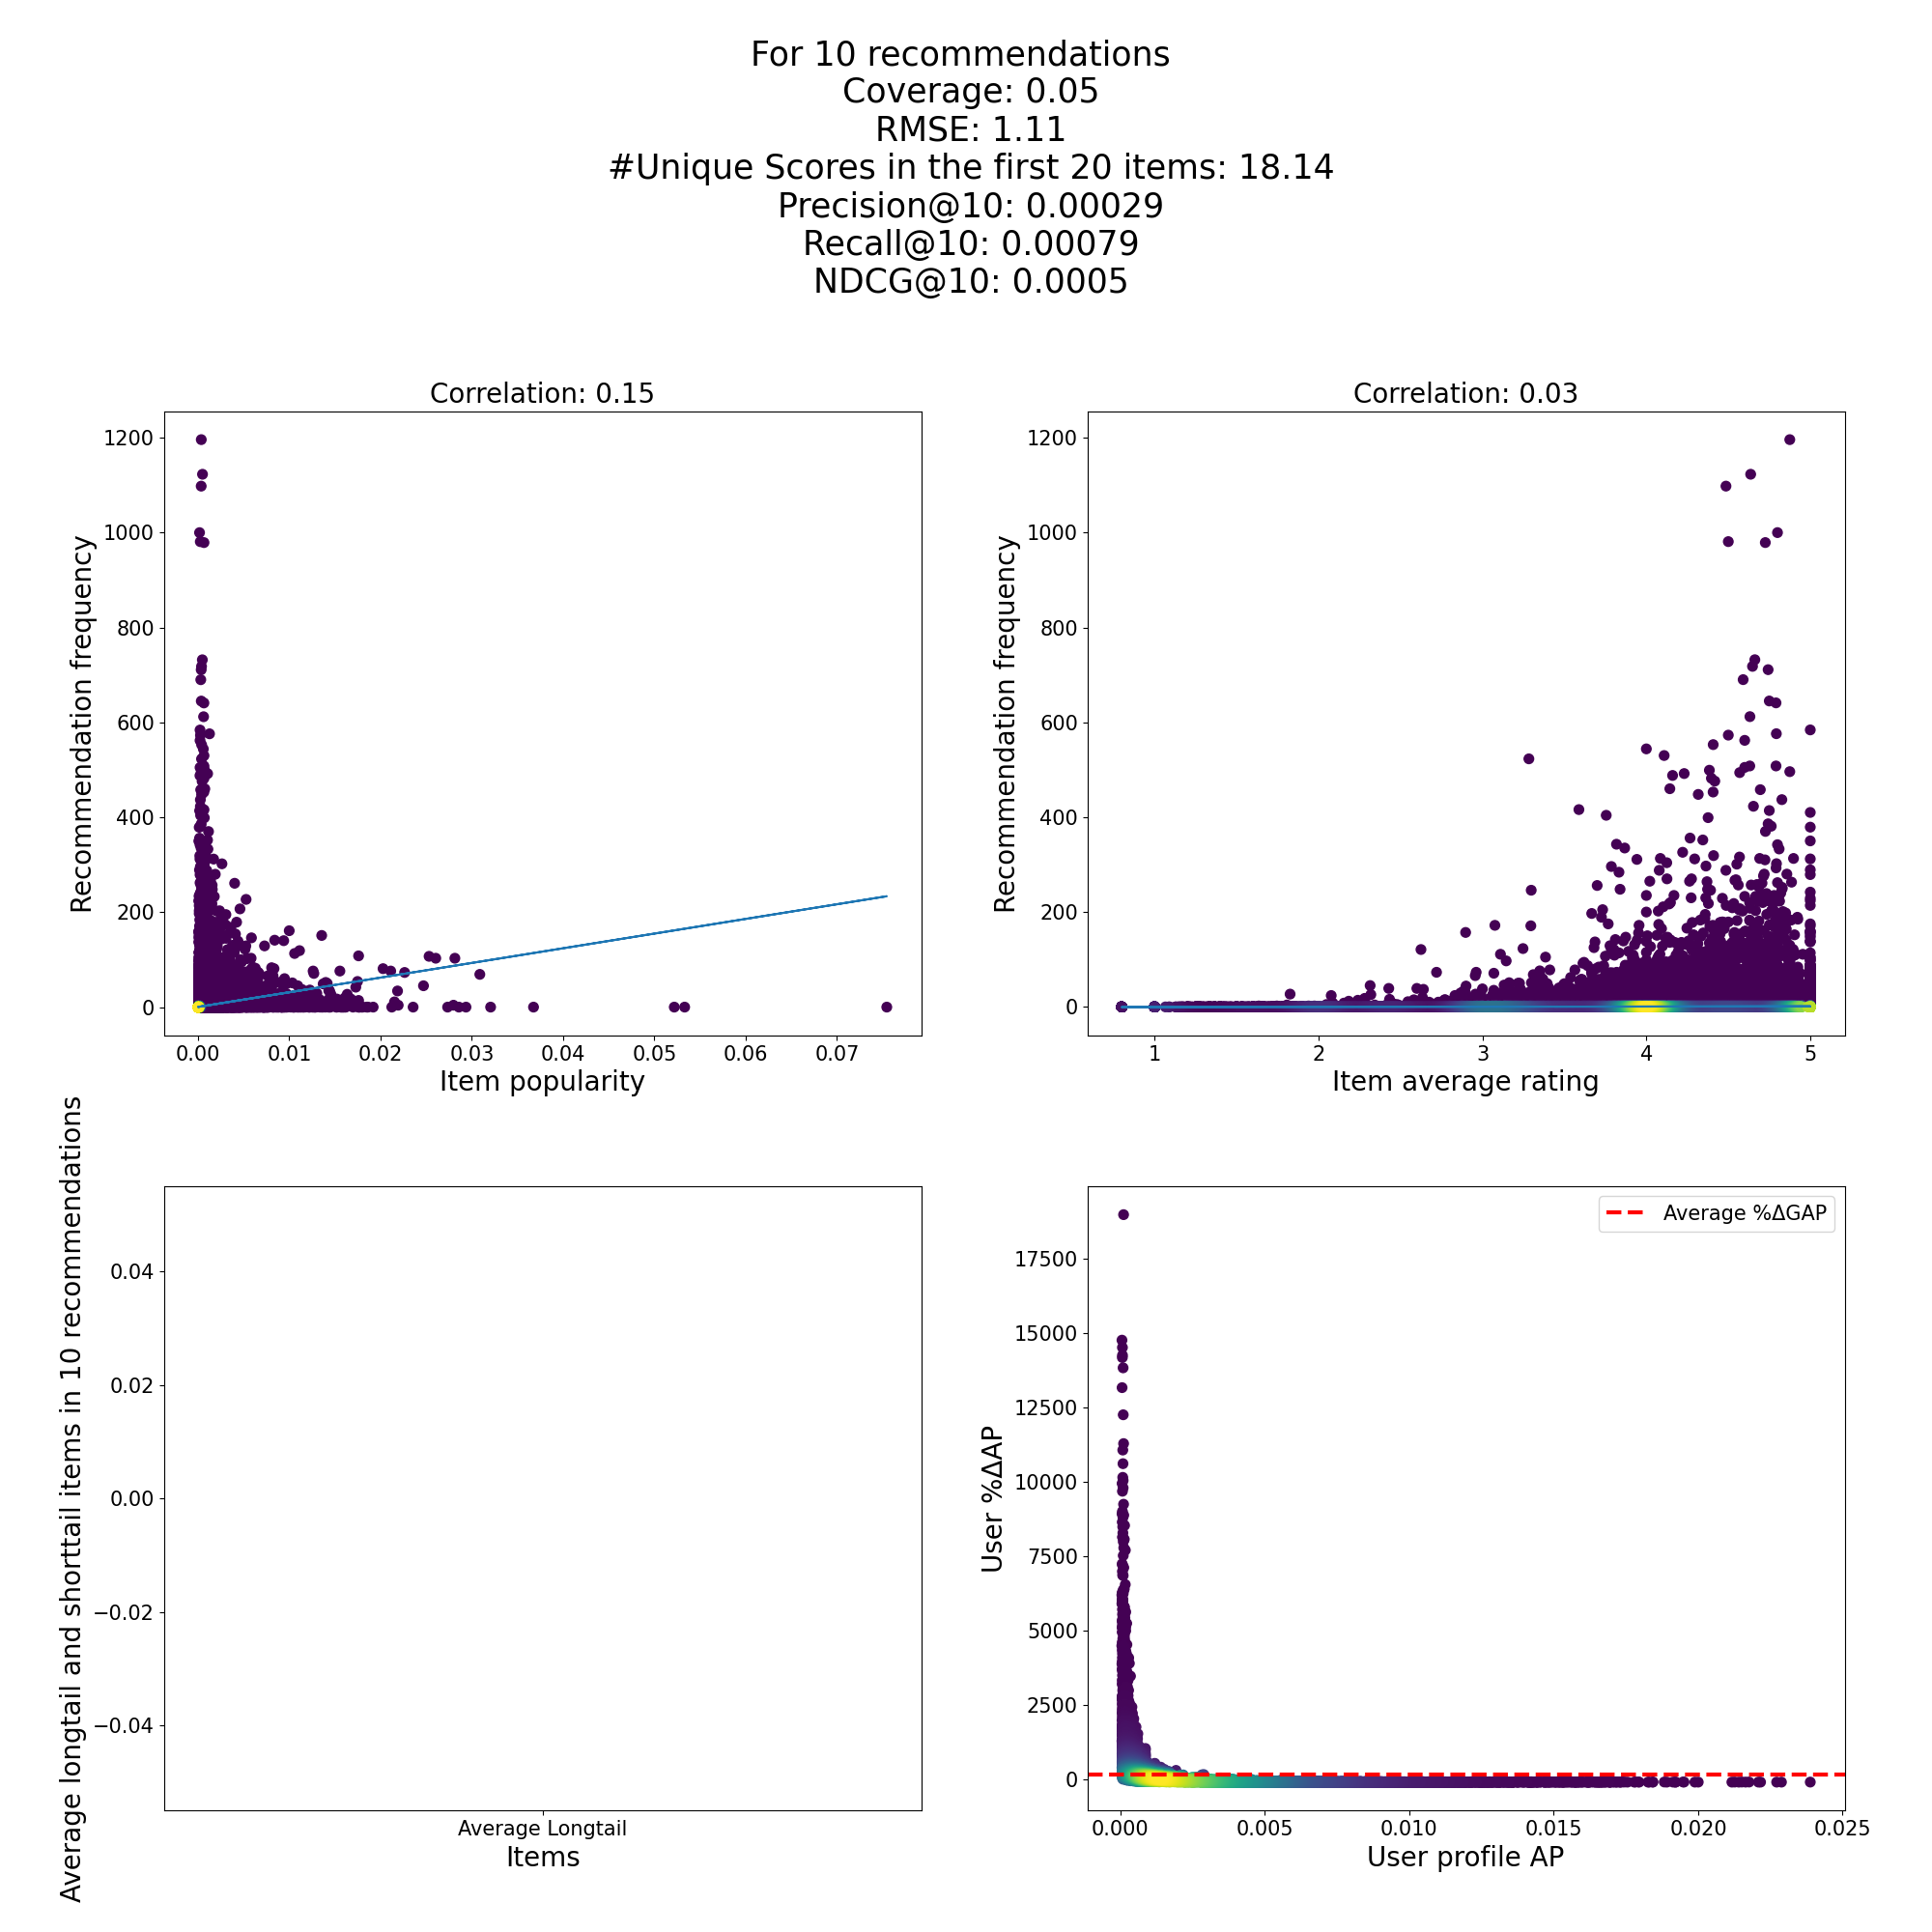 For 10 recommendations
Coverage: 0.05
RMSE: 1.11
#Unique Scores in the first 20 items: 18.14
Precision@10: 0.00029
Recall@10: 0.00079
NDCG@10: 0.0005
Correlation: 0.15
1200
1000
800
600
400
200
0
Recommendation frequency
0.00 0.01 0.02 0.03 0.04 0.05 0.06 0.07
Item popularity
Correlation: 0.03
1200
1000
800
600
400
200
0
Recommendation frequency
1 2 3 4 5
Item average rating
0.04
0.02
0.00
−0.02
−0.04
Average longtail and shorttail items in 10 recommendations
Average Longtail
Items
Average %ΔGAP
17500
15000
12500
10000
7500
5000
2500
0
User %ΔAP
0.000 0.005 0.010 0.015 0.020 0.025
User profile AP